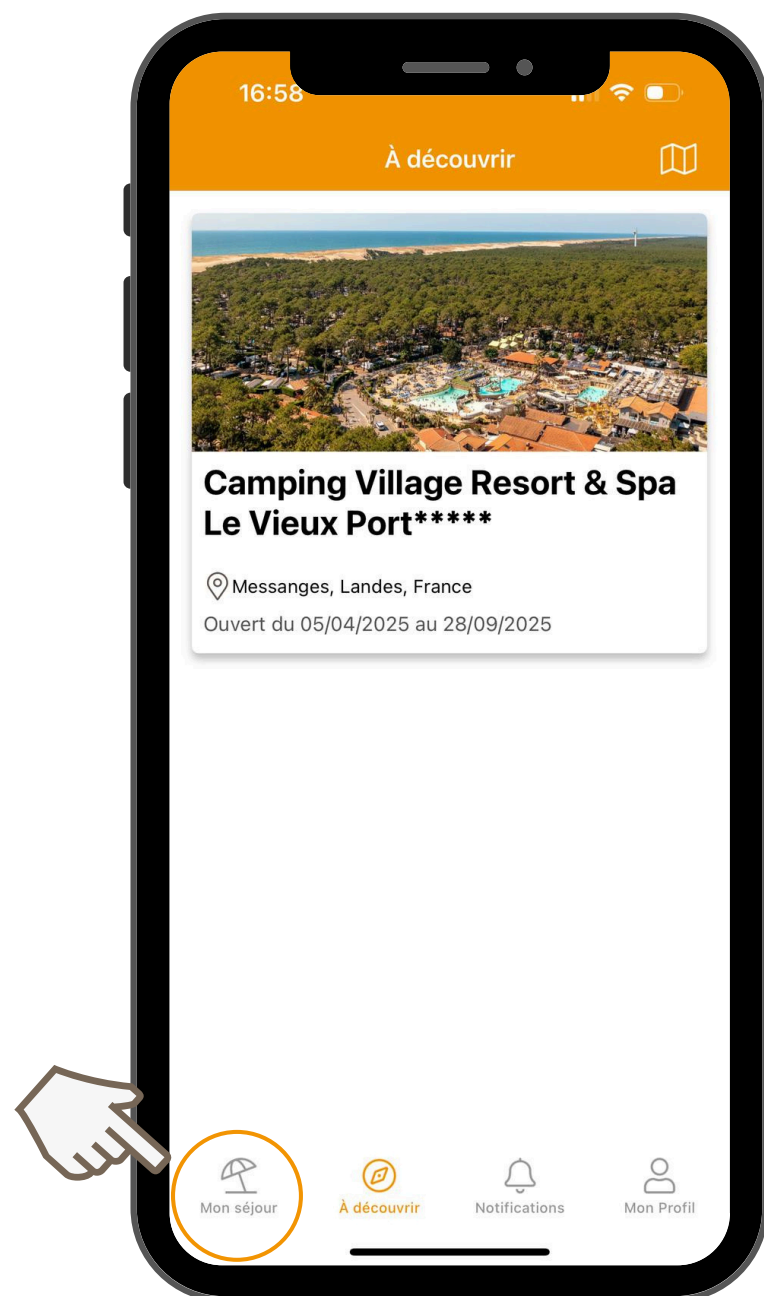 16:58
À découvrir
Camping Village Resort & Spa
Le Vieux Port*****
Messanges, Landes, France
Ouvert du 05/04/2025 au 28/09/2025
Mon séjour
À découvrir
Notifications
Mon Profil